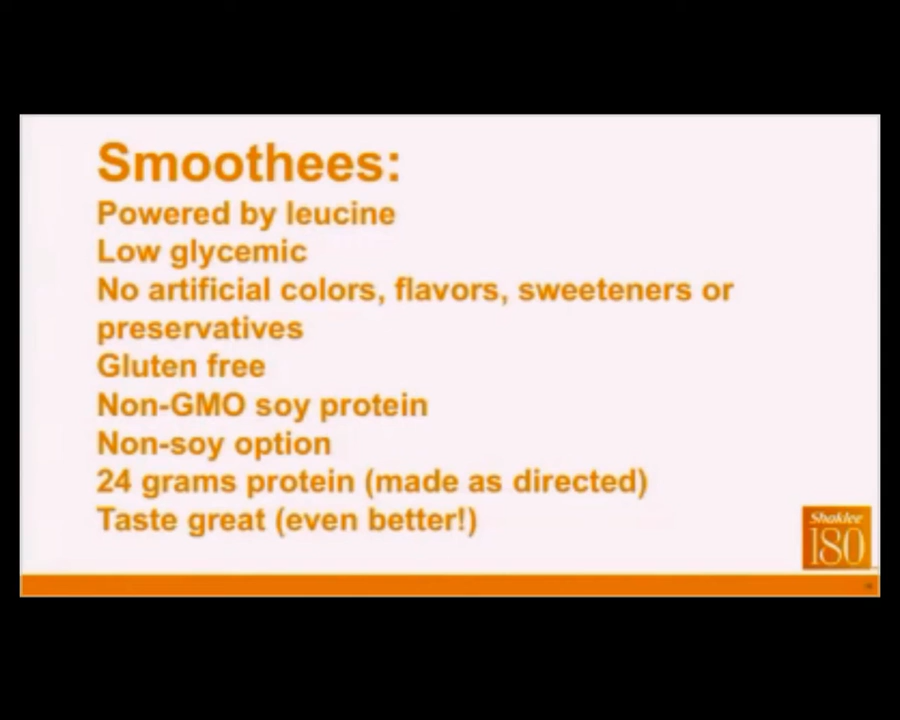 Smoothees:
Powered by leucine
Low glycemic
No artificial colors, flavors, sweeteners or
preservatives
Gluten free
Non-GMO soy protein
Non-soy option
24 grams protein (made as directed)
Taste great (even better!)
Shaklee
180